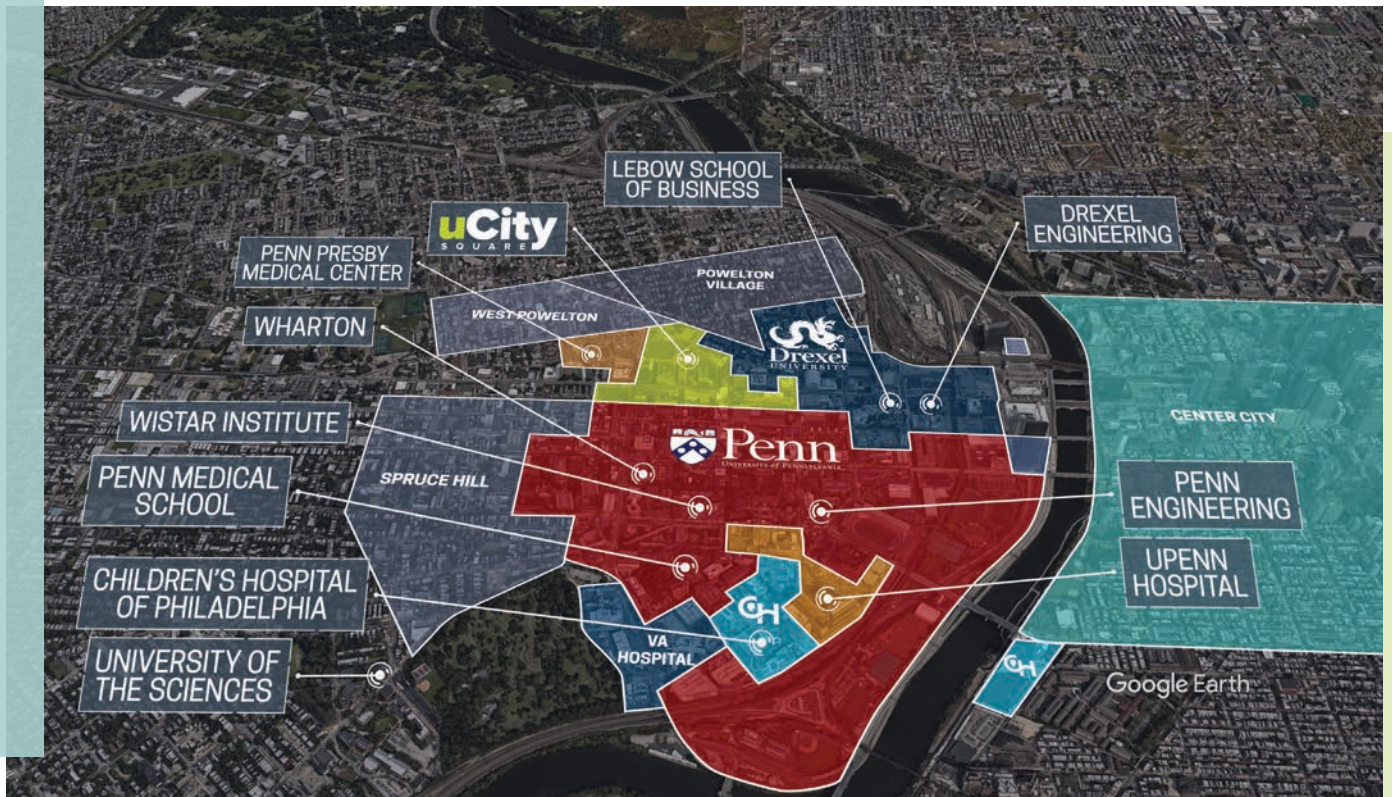 LEBOW SCHOOL
OF BUSINESS
DREXEL
ENGINEERING
uCity
SQUARE
PENN PRESBY
MEDICAL CENTER
POWELTON
VILLAGE
WEST POWELTON
WHARTON
Drexel
UNIVERSITY
CENTER CITY
WISTAR INSTITUTE
Penn
UNIVERSITY OF PENNSYLVANIA
SPRUCE HILL
PENN MEDICAL
SCHOOL
PENN
ENGINEERING
UPENN
HOSPITAL
CHILDREN'S HOSPITAL
OF PHILADELPHIA
CH
VA
HOSPITAL
UNIVERSITY OF
THE SCIENCES
CH
Google Earth